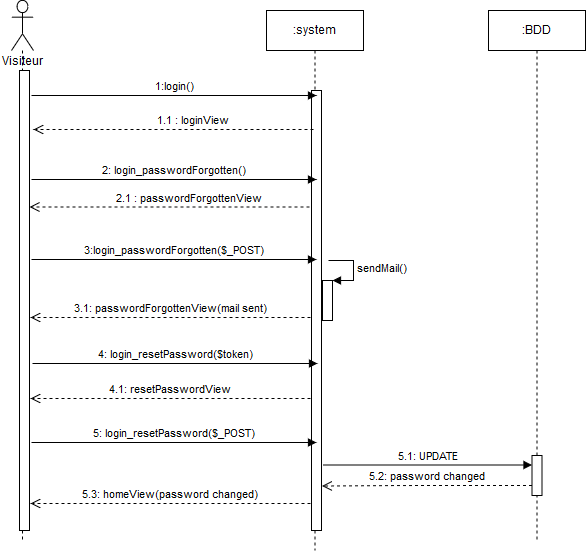 :system
:BDD
Visiteur
1:login()
1.1 : loginView
2: login_passwordForgotten()
2.1 : passwordForgottenView
3:login_passwordForgotten($_POST)
sendMail()
3.1: passwordForgottenView(mail sent)
4: login_resetPassword($token)
4.1: resetPasswordView
5: login_resetPassword($_POST)
5.1: UPDATE
5.2: password changed
5.3: homeView(password changed)